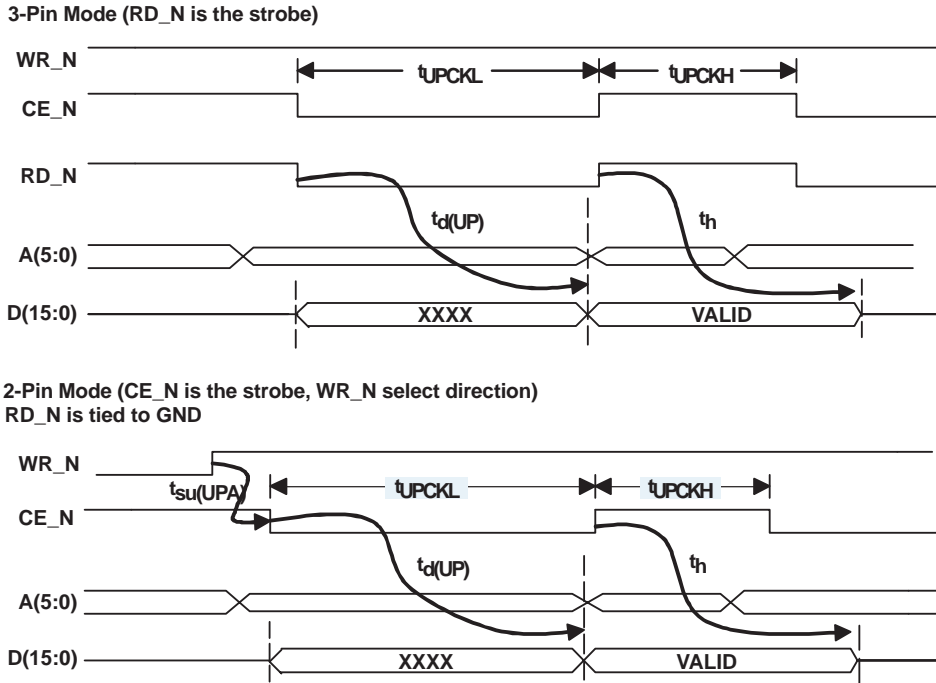 3-Pin Mode (RD_N is the strobe)
WR_N
tUPCKL tUPCKH
CE_N
RD_N
td(UP) th
A(5:0)
D(15:0) XXXX VALID
2-Pin Mode (CE_N is the strobe, WR_N select direction)
RD_N is tied to GND
WR_N
tsu(UPA) tUPCKL tUPCKH
CE_N
td(UP) th
A(5:0)
D(15:0) XXXX VALID